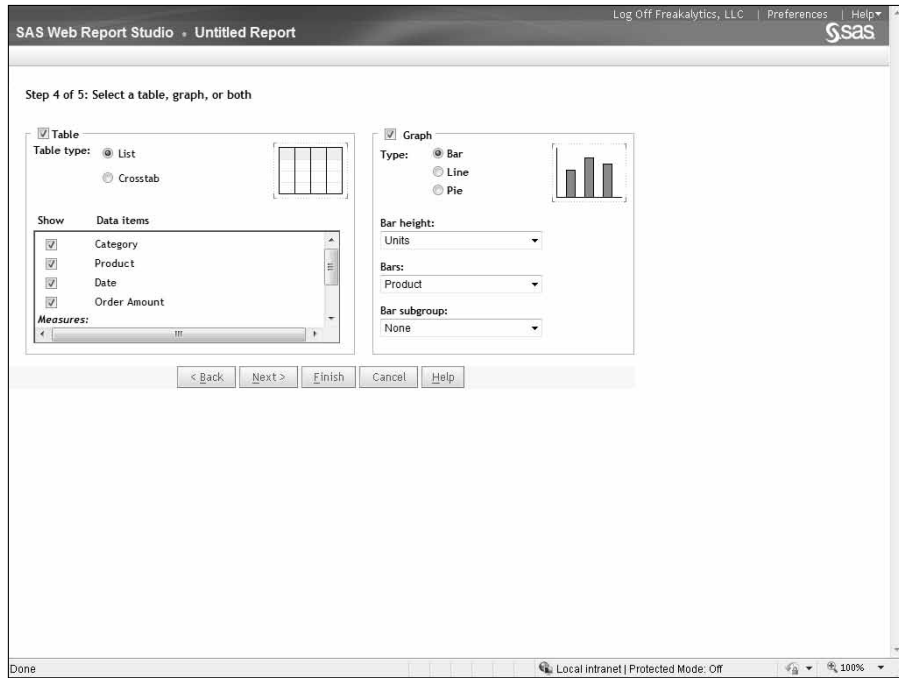 Log Off Freakalytics, LLC | Preferences | Help
SAS Web Report Studio • Untitled Report
sas
Step 4 of 5: Select a table, graph, or both
Table
Table type:
List
Crosstab
Show Data items
Category
Product
Date
Order Amount
Measures:
Graph
Type:
Bar
Line
Pie
Bar height:
Units
Bars:
Product
Bar subgroup:
None
< Back Next > Finish Cancel Help
Done Local intranet | Protected Mode: Off 100%